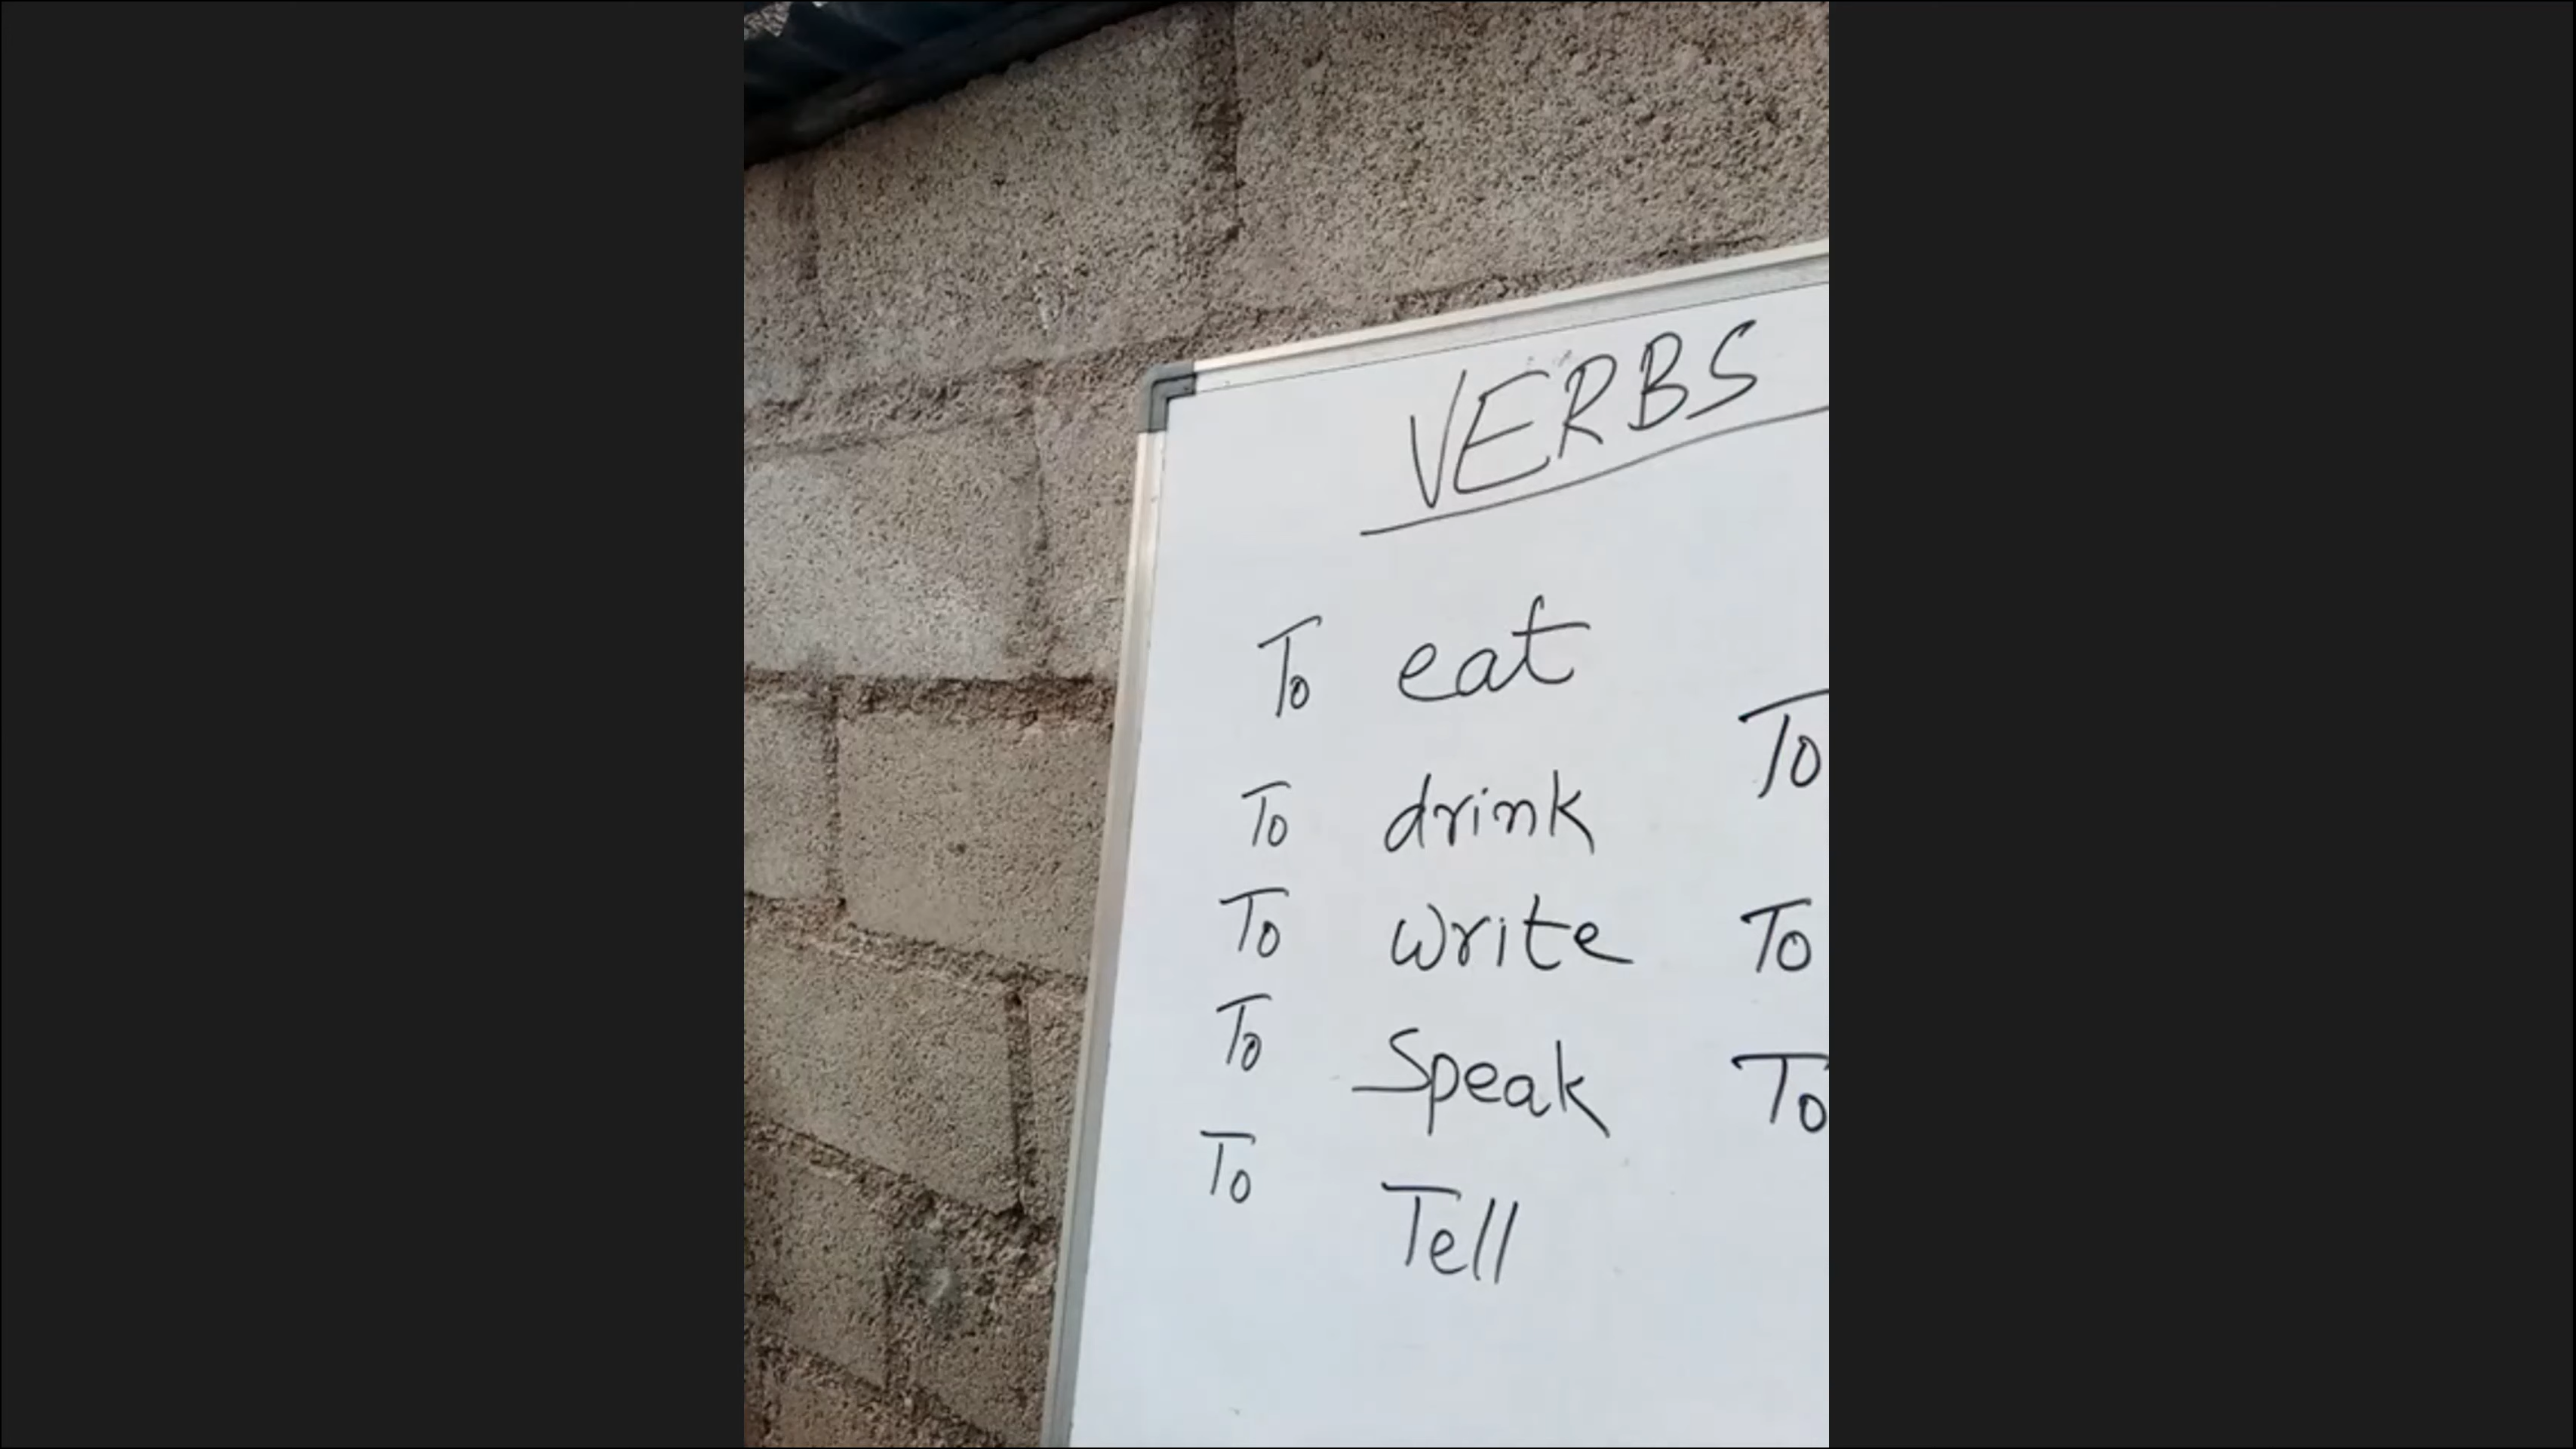 VERBS
To eat
To
To drink
To write
To
To Speak
To
To Tell